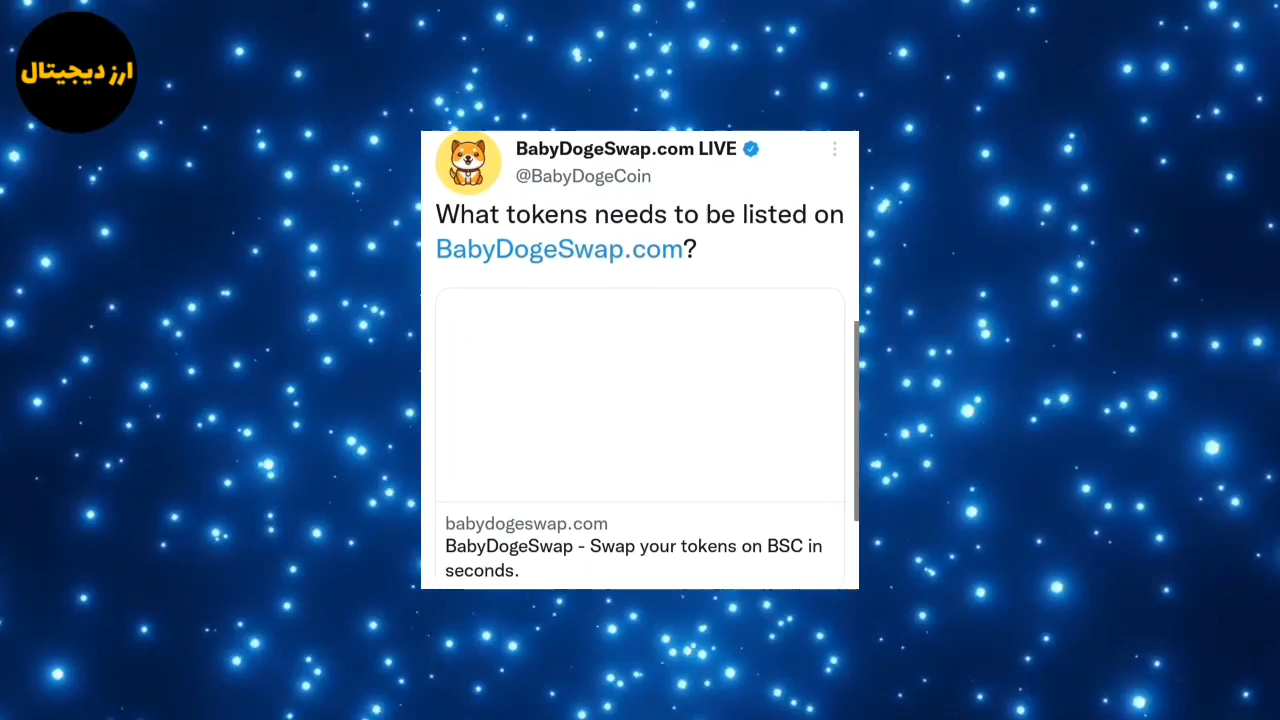 ارز دیجیتال
BabyDogeSwap.com LIVE
@BabyDogeCoin
What tokens needs to be listed on
BabyDogeSwap.com?
babydogeswap.com
BabyDogeSwap - Swap your tokens on BSC in
seconds.